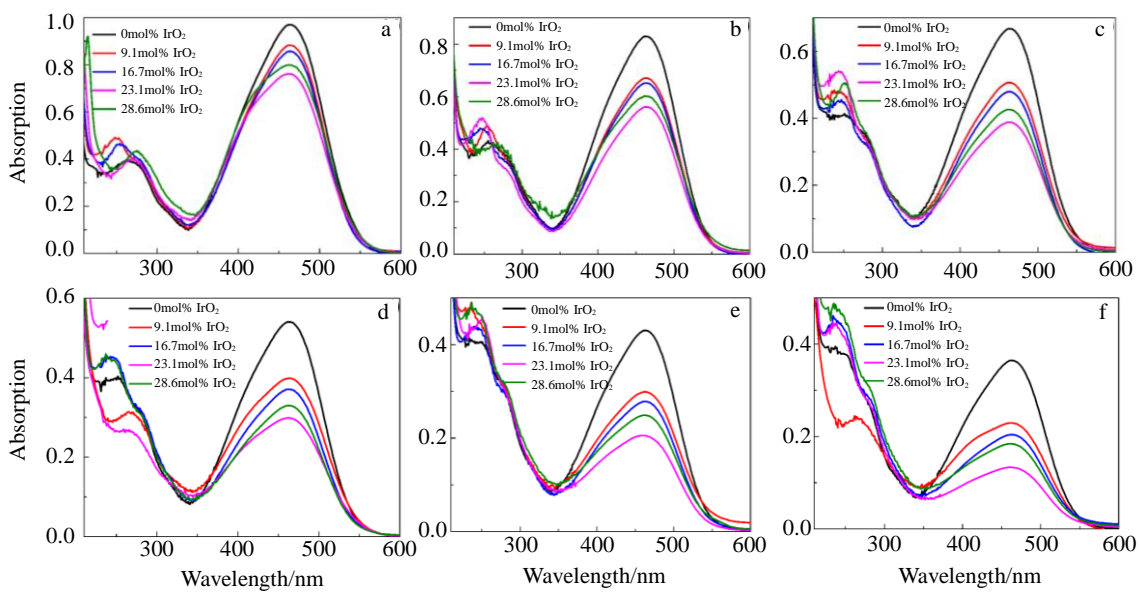 a
1.0
0.8
0.6
0.4
0.2
0.0
Absorption
0mol% IrO₂
9.1mol% IrO₂
16.7mol% IrO₂
23.1mol% IrO₂
28.6mol% IrO₂
300 400 500 600
b
0.8
0.6
0.4
0.2
0.0
0mol% IrO₂
9.1mol% IrO₂
16.7mol% IrO₂
23.1mol% IrO₂
28.6mol% IrO₂
300 400 500 600
c
0.6
0.4
0.2
0.0
0mol% IrO₂
9.1mol% IrO₂
16.7mol% IrO₂
23.1mol% IrO₂
28.6mol% IrO₂
300 400 500 600
d
0.6
0.4
0.2
0.0
Absorption
0mol% IrO₂
9.1mol% IrO₂
16.7mol% IrO₂
23.1mol% IrO₂
28.6mol% IrO₂
300 400 500 600
Wavelength/nm
e
0.4
0.2
0.0
0mol% IrO₂
9.1mol% IrO₂
16.7mol% IrO₂
23.1mol% IrO₂
28.6mol% IrO₂
300 400 500 600
Wavelength/nm
f
0.4
0.2
0.0
0mol% IrO₂
9.1mol% IrO₂
16.7mol% IrO₂
23.1mol% IrO₂
28.6mol% IrO₂
300 400 500 600
Wavelength/nm